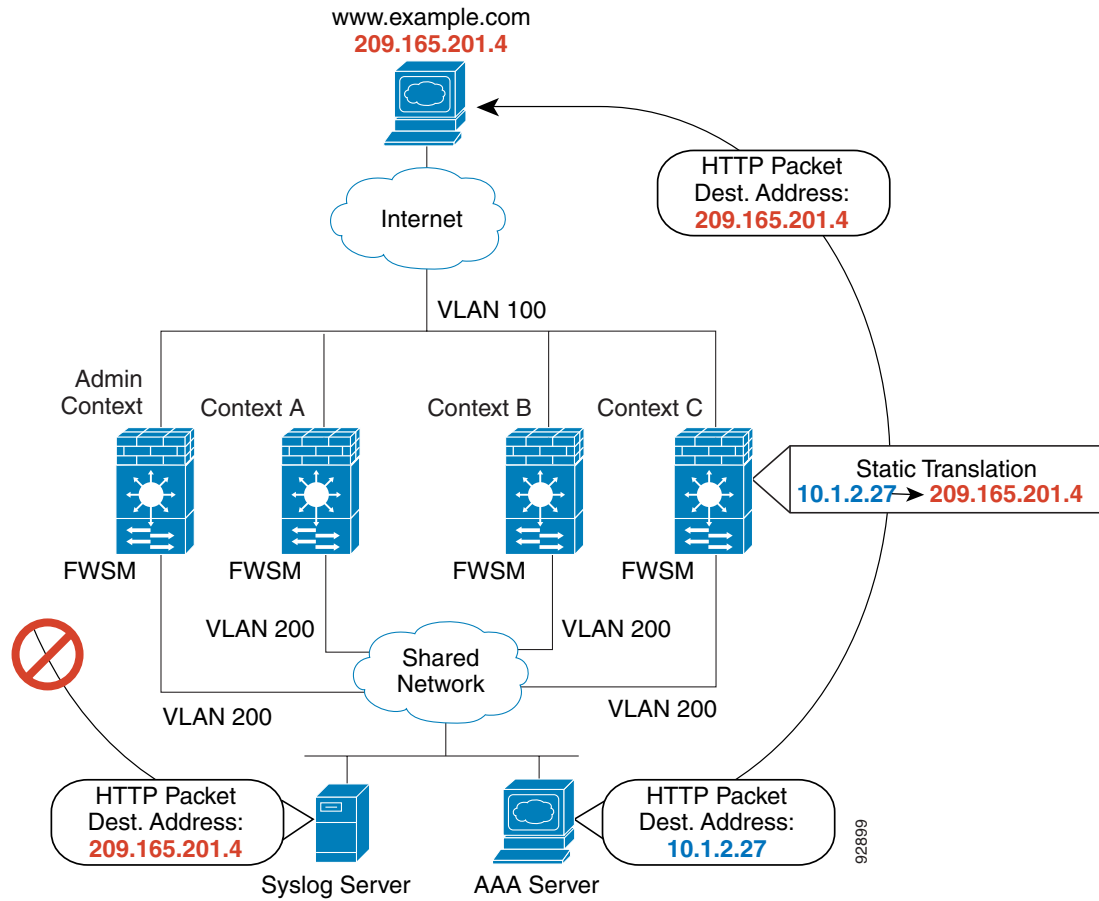 www.example.com
209.165.201.4
HTTP Packet
Dest. Address:
209.165.201.4
Internet
VLAN 100
Admin
Context
Context A
Context B
Context C
Static Translation
10.1.2.27 209.165.201.4
FWSM
FWSM
FWSM
FWSM
VLAN 200
VLAN 200
Shared
Network
VLAN 200
VLAN 200
HTTP Packet
Dest. Address:
209.165.201.4
HTTP Packet
Dest. Address:
10.1.2.27
Syslog Server
AAA Server
92899